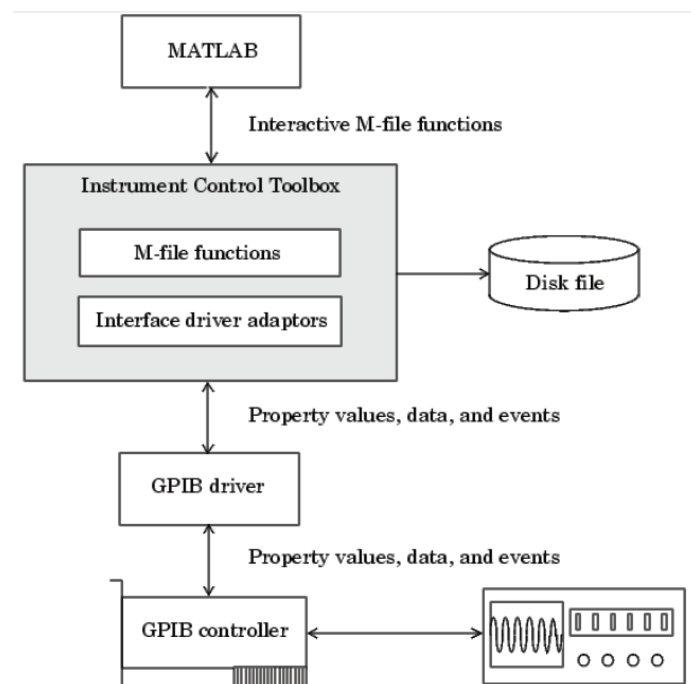 MATLAB
Interactive M-file functions
Instrument Control Toolbox
M-file functions
Disk file
Interface driver adaptors
Property values, data, and events
GPIB driver
Property values, data, and events
GPIB controller